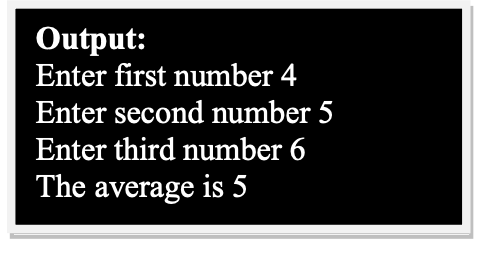 Output:
Enter first number 4
Enter second number 5
Enter third number 6
The average is 5